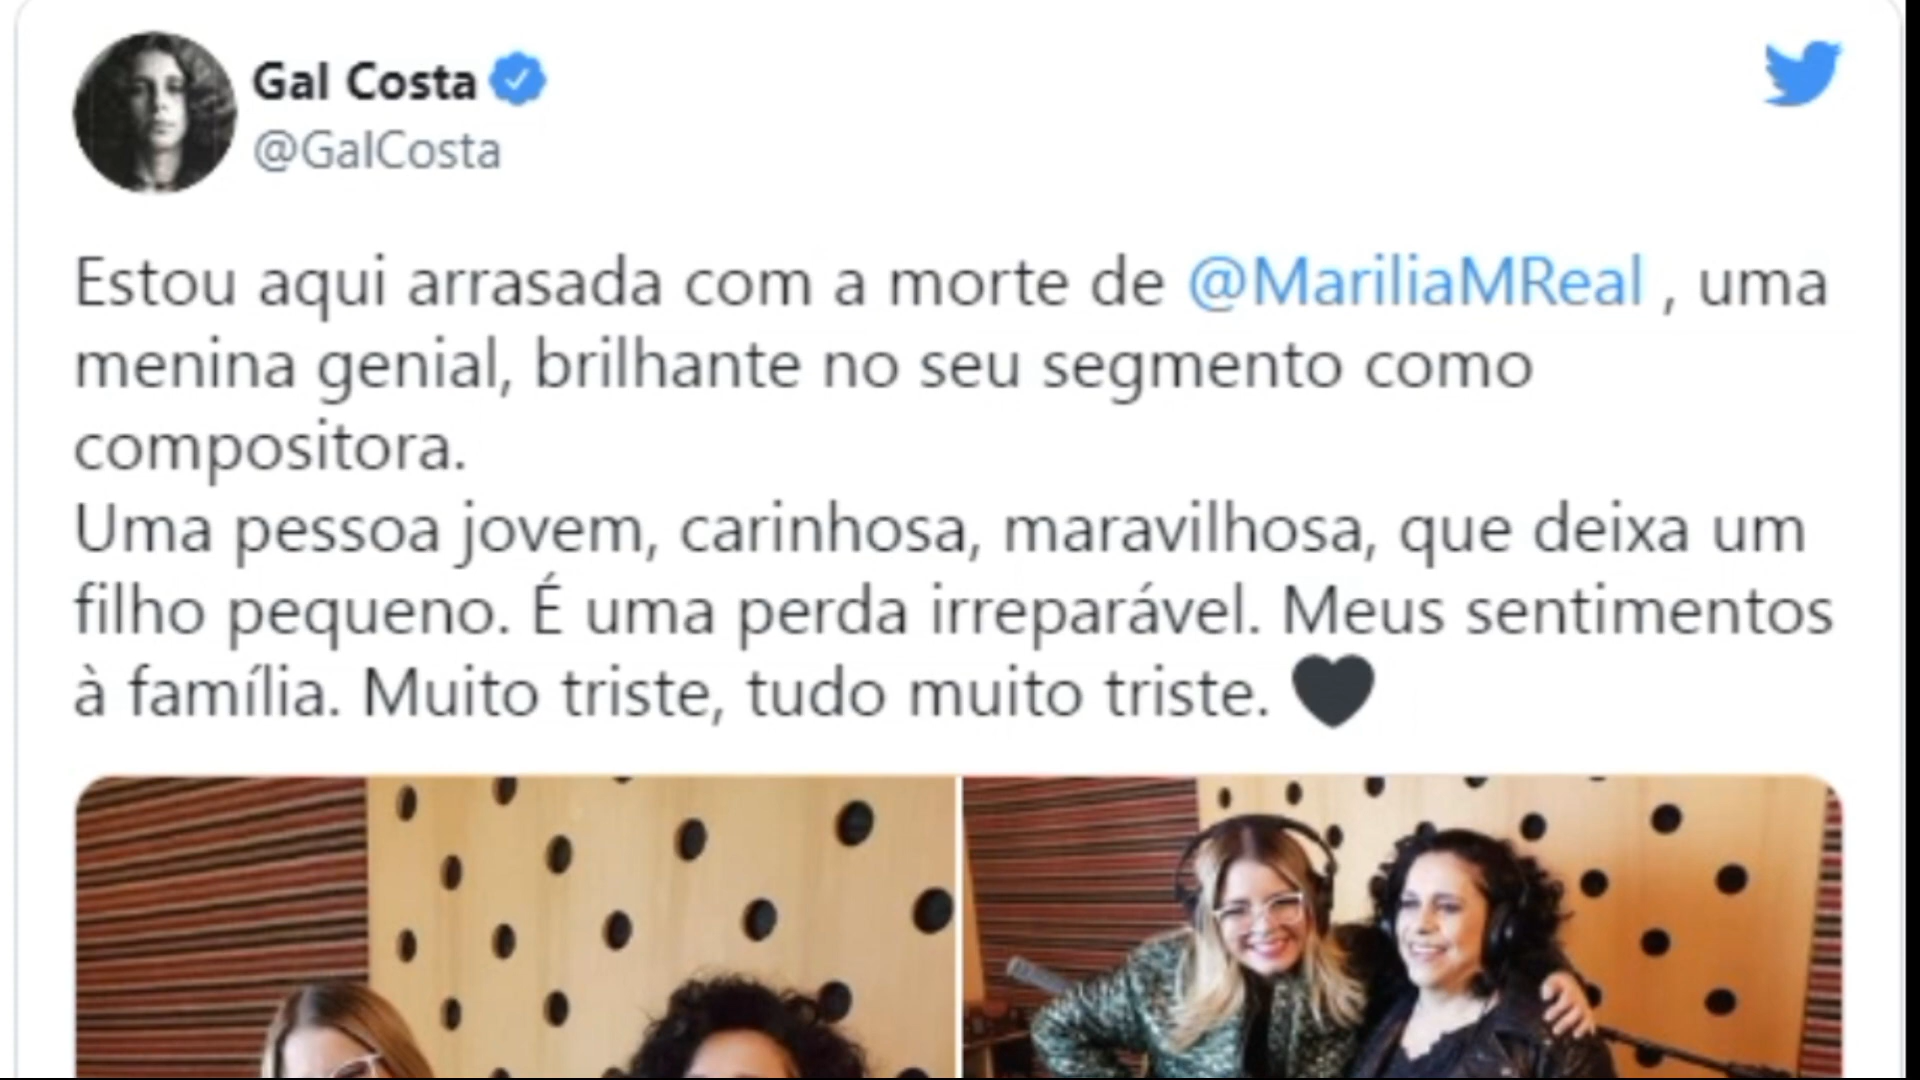 Gal Costa
@GalCosta
Estou aqui arrasada com a morte de @MariliaMReal , uma
menina genial, brilhante no seu segmento como
compositora.
Uma pessoa jovem, carinhosa, maravilhosa, que deixa um
filho pequeno. É uma perda irreparável. Meus sentimentos
à família. Muito triste, tudo muito triste. 🖤